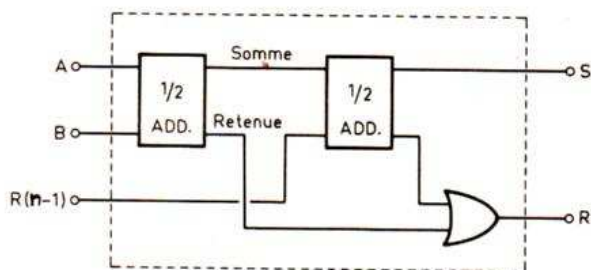 Somme
A
S
1/2
ADD.
1/2
ADD.
B
Retenue
R(n-1)
R